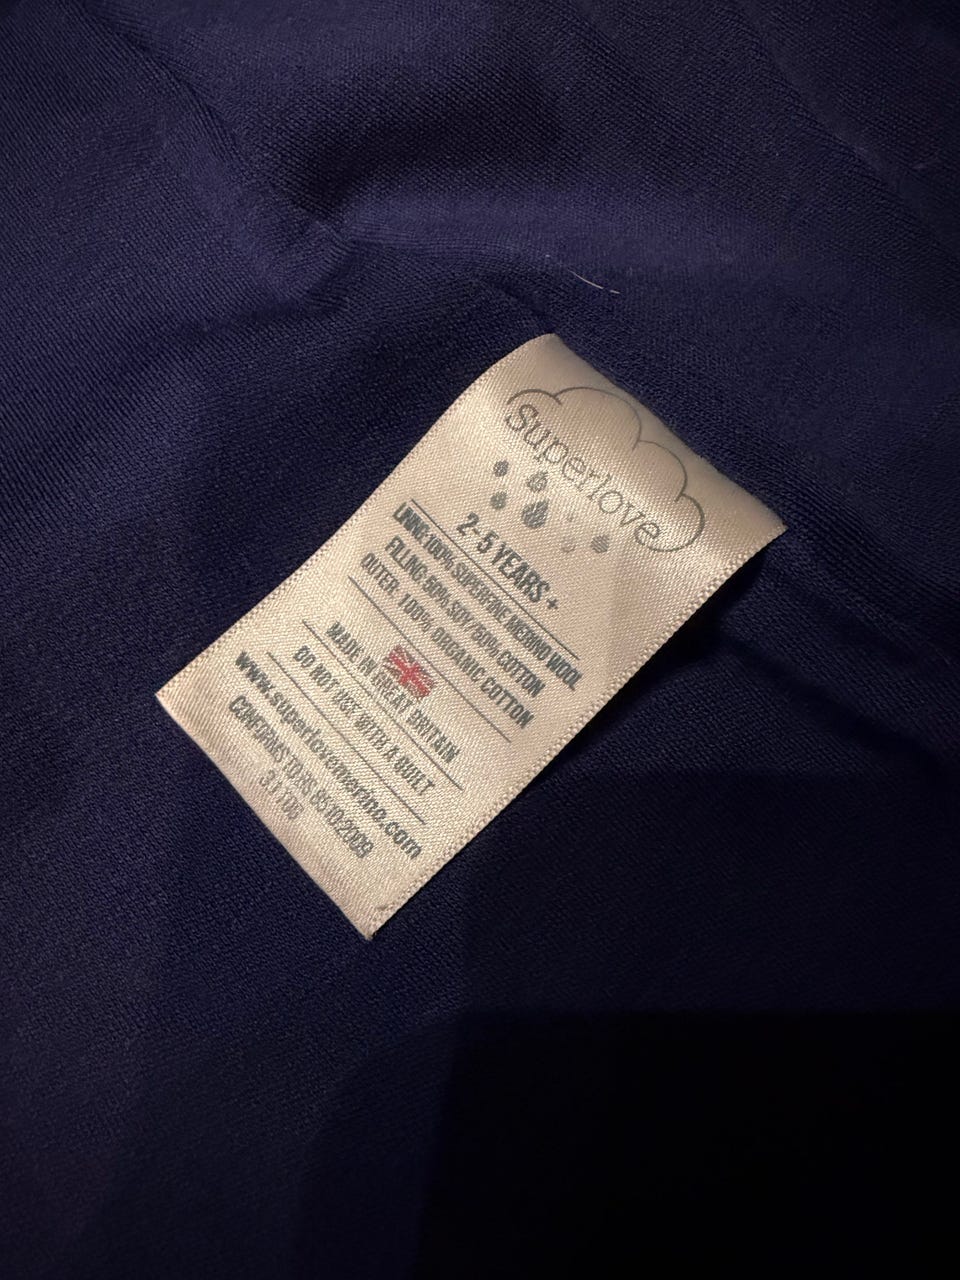 Superlove
2-5 YEARS +
LINING 100% SUPERFINE MERINO WOOL
FILLING 50% SOY / 50% COTTON
OUTER : 100% ORGANIC COTTON
MADE IN GREAT BRITAIN
DO NOT USE WITH A QUILT
www.superlovemerino.com
CONFORMS TO BS 8510:2009